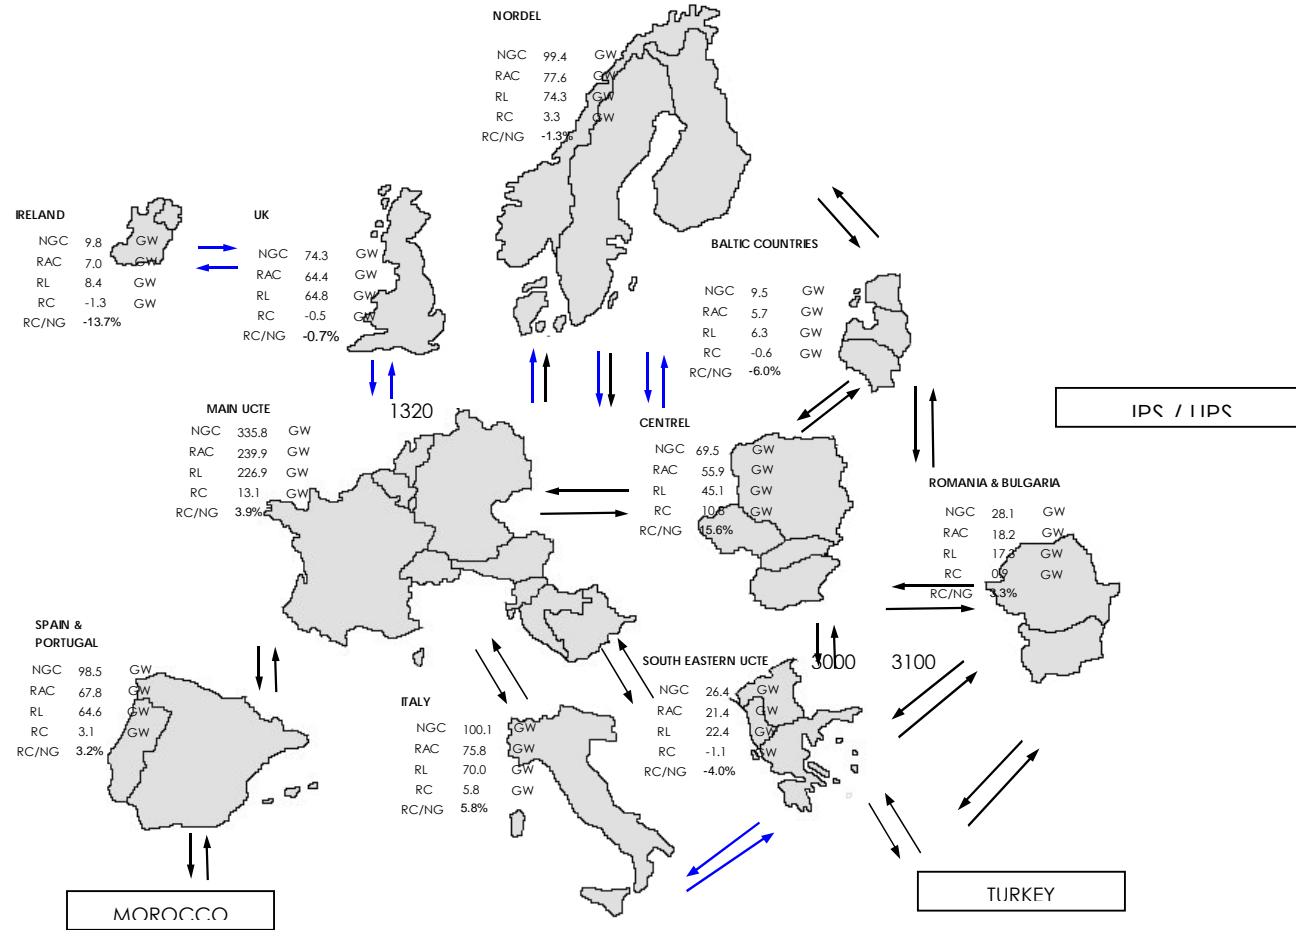 NORDEL
NGC 99.4 GW
RAC 77.6 GW
RL 74.3 GW
RC 3.3 GW
RC/NG -1.3%
IRELAND
NGC 9.8 GW
RAC 7.0 GW
RL 8.4 GW
RC -1.3 GW
RC/NG -13.7%
UK
NGC 74.3 GW
RAC 64.4 GW
RL 64.8 GW
RC -0.5 GW
RC/NG -0.7%
BALTIC COUNTRIES
NGC 9.5 GW
RAC 5.7 GW
RL 6.3 GW
RC -0.6 GW
RC/NG -6.0%
IPS / UPS
MAIN UCTE
1320
NGC 335.8 GW
RAC 239.9 GW
RL 226.9 GW
RC 13.1 GW
RC/NG 3.9%
CENTREL
NGC 69.5 GW
RAC 55.9 GW
RL 45.1 GW
RC 10.8 GW
RC/NG 15.6%
ROMANIA & BULGARIA
NGC 28.1 GW
RAC 18.2 GW
RL 17.3 GW
RC 0.9 GW
RC/NG 3.3%
SPAIN &
PORTUGAL
NGC 98.5 GW
RAC 67.8 GW
RL 64.6 GW
RC 3.1 GW
RC/NG 3.2%
ITALY
NGC 100.1 GW
RAC 75.8 GW
RL 70.0 GW
RC 5.8 GW
RC/NG 5.8%
SOUTH EASTERN UCTE
3000 3100
NGC 26.4 GW
RAC 21.4 GW
RL 22.4 GW
RC -1.1 GW
RC/NG -4.0%
MOROCCO
TURKEY